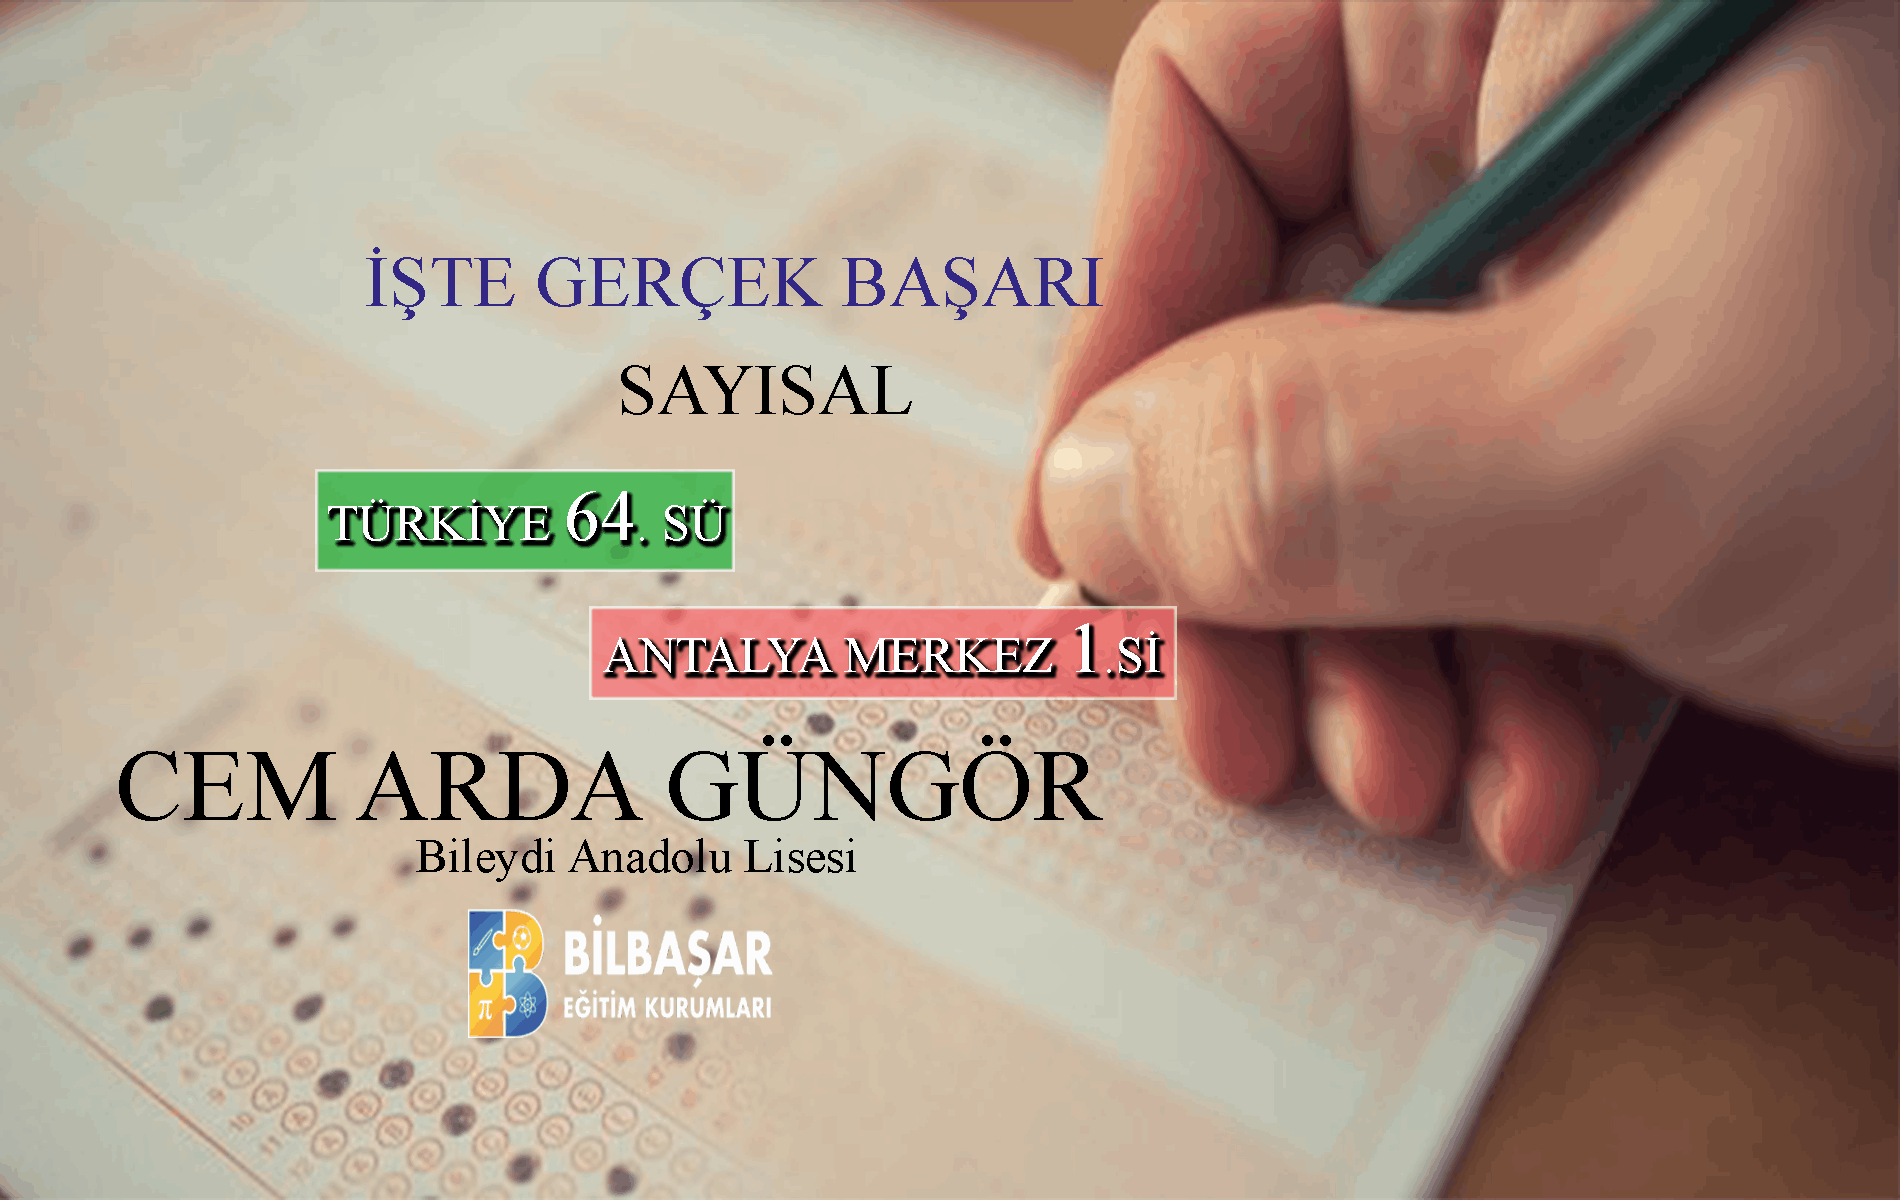 İŞTE GERÇEK BAŞARI
SAYISAL
TÜRKİYE 64. SÜ
ANTALYA MERKEZ 1.Sİ
CEM ARDA GÜNGÖR
Bileydi Anadolu Lisesi
BİLBAŞAR
EĞİTİM KURUMLARI